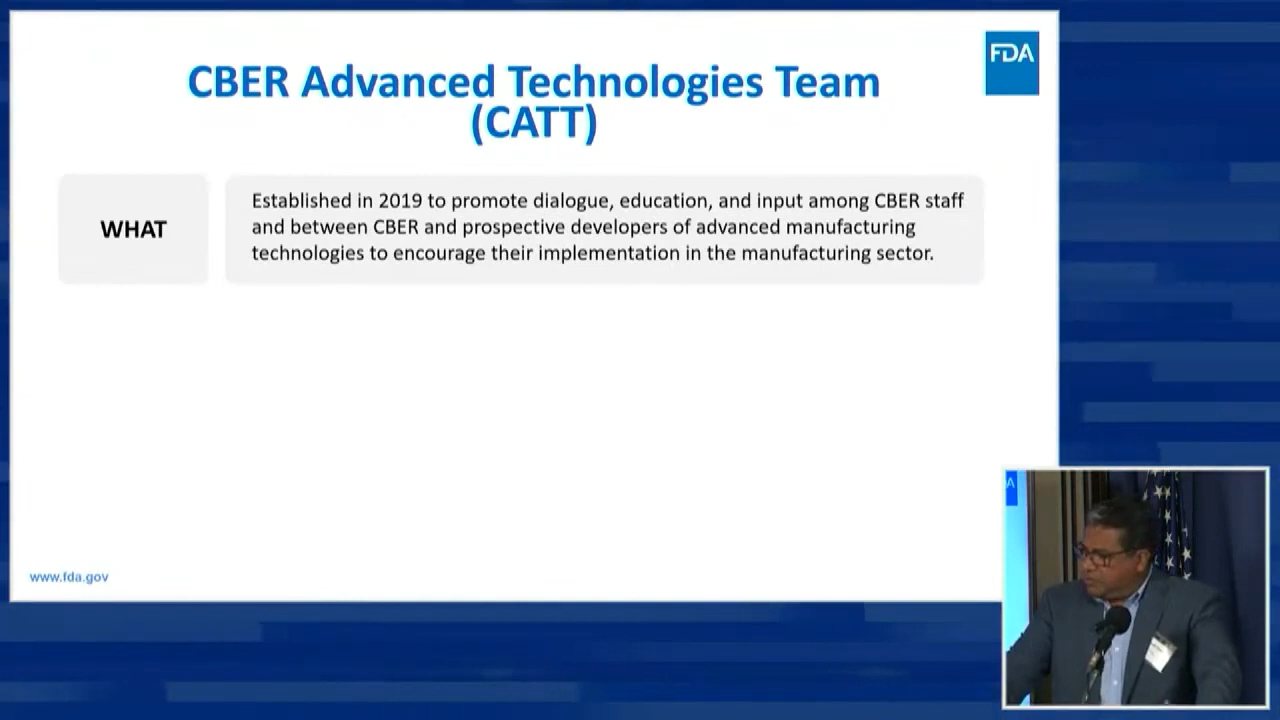 FDA
CBER Advanced Technologies Team
(CATT)
WHAT
Established in 2019 to promote dialogue, education, and input among CBER staff
and between CBER and prospective developers of advanced manufacturing
technologies to encourage their implementation in the manufacturing sector.
www.fda.gov
A